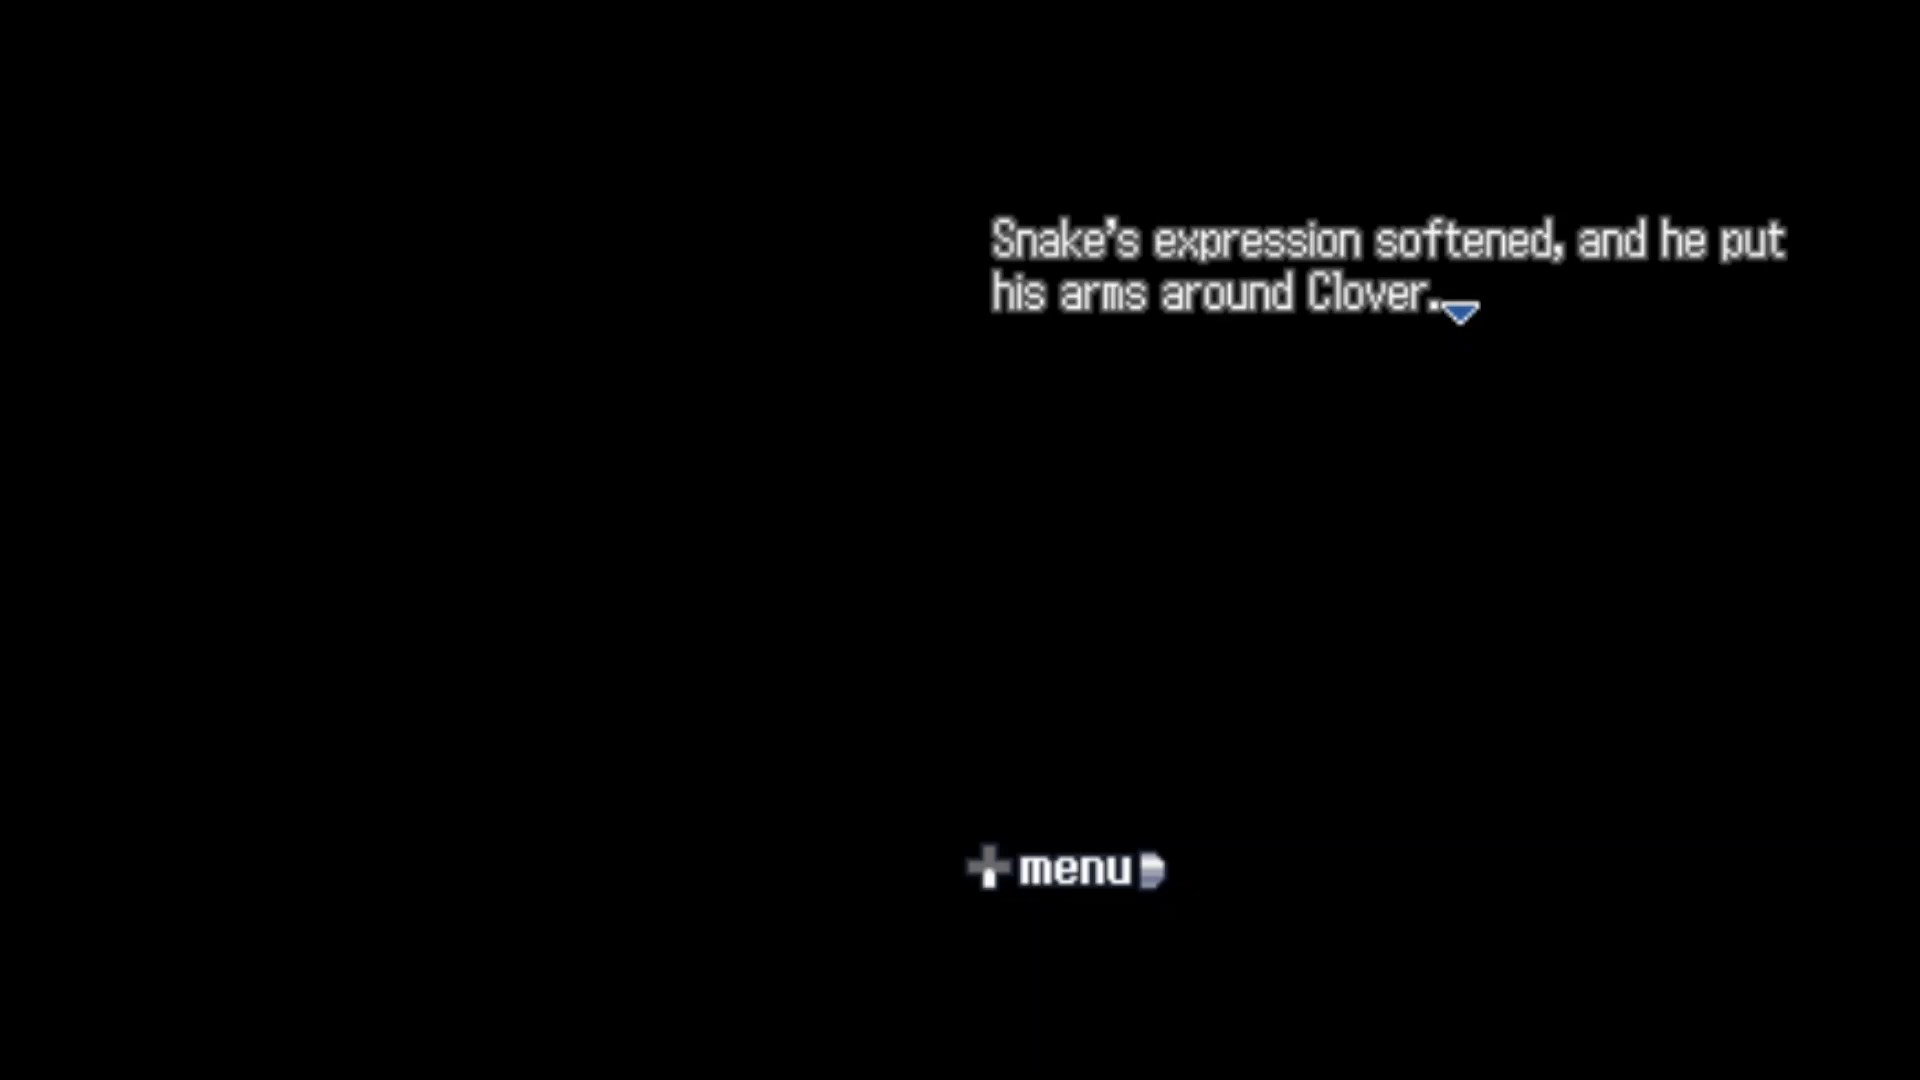 Snake's expression softened, and he put
his arms around Clover.
menu